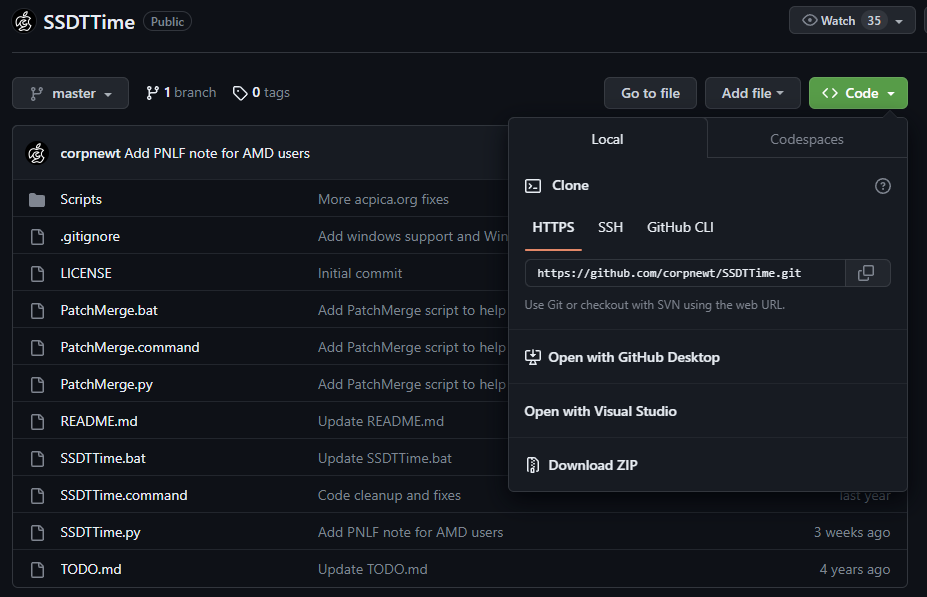 SSDTTime Public Watch 35
master 1 branch 0 tags Go to file Add file Code
corpnewt Add PNLF note for AMD users
Scripts More acpica.org fixes
.gitignore Add windows support and Win
LICENSE Initial commit
PatchMerge.bat Add PatchMerge script to help
PatchMerge.command Add PatchMerge script to help
PatchMerge.py Add PatchMerge script to help
README.md Update README.md
SSDTTime.bat Update SSDTTime.bat
SSDTTime.command Code cleanup and fixes last year
SSDTTime.py Add PNLF note for AMD users 3 weeks ago
TODO.md Update TODO.md 4 years ago
Local Codespaces
Clone
HTTPS SSH GitHub CLI
https://github.com/corpnewt/SSDTTime.git
Use Git or checkout with SVN using the web URL.
Open with GitHub Desktop
Open with Visual Studio
Download ZIP